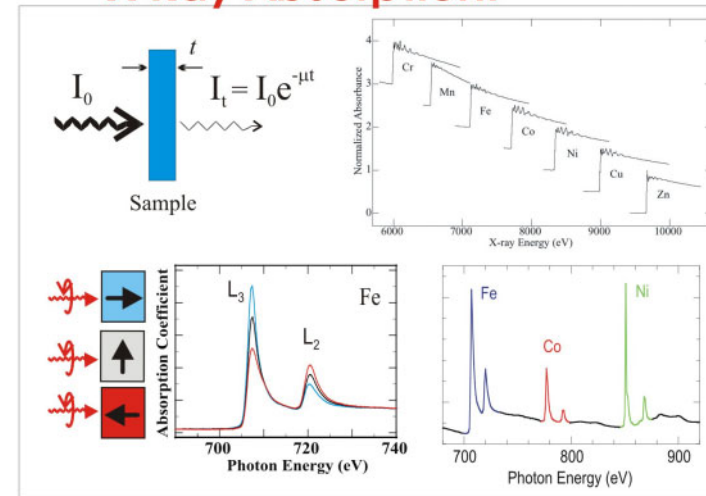 I₀
t
Iₜ = I₀e^-μt
Sample
Normalized Absorbance
4
3
2
1
0
Cr
Mn
Fe
Co
Ni
Cu
Zn
6000 7000 8000 9000 10000
X-ray Energy (eV)
Absorption Coefficient
L₃
L₂
Fe
700 720 740
Photon Energy (eV)
Fe
Co
Ni
700 800 900
Photon Energy (eV)